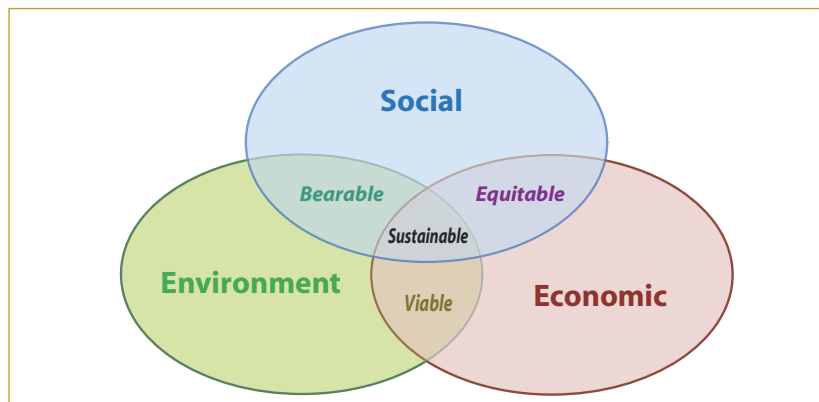 Social
Bearable
Equitable
Sustainable
Environment
Viable
Economic